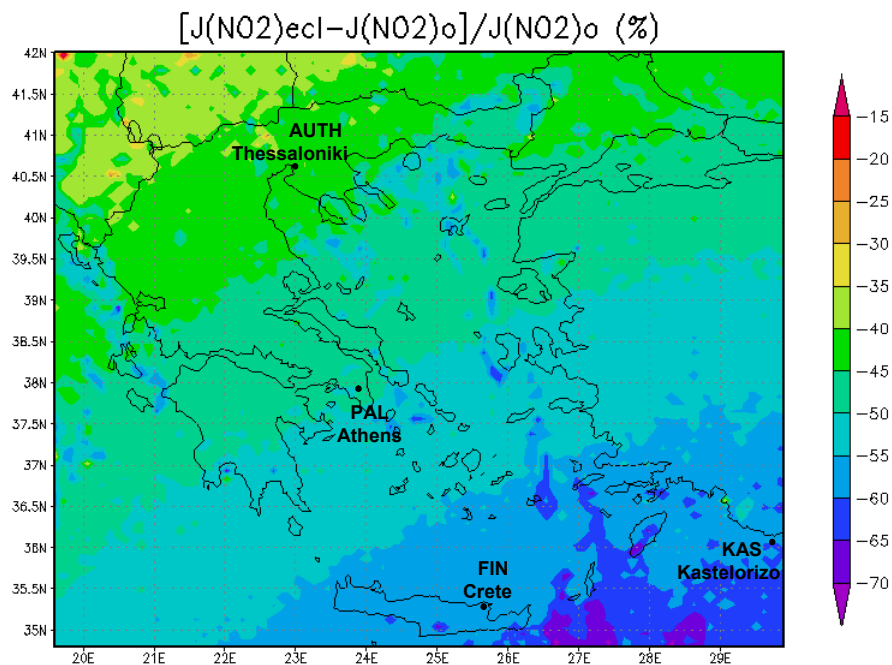 [J(NO2)ecl-J(NO2)o]/J(NO2)o (%)
42N
41.5N
41N
40.5N
40N
39.5N
39N
38.5N
38N
37.5N
37N
36.5N
36N
35.5N
35N
AUTH
Thessaloniki
PAL
Athens
FIN
Crete
KAS
Kastelorizo
20E 21E 22E 23E 24E 25E 26E 27E 28E 29E
-15
-20
-25
-30
-35
-40
-45
-50
-55
-60
-65
-70